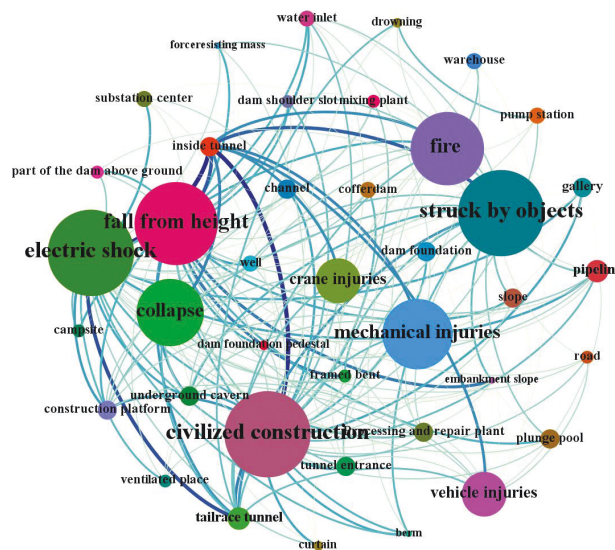 water inlet
drowning
forceresisting mass
warehouse
substation center
dam shoulder slot
mixing plant
pump station
inside tunnel
fire
part of the dam above ground
channel
cofferdam
gallery
fall from height
struck by objects
electric shock
dam foundation
well
crane injuries
pipelin
slope
collapse
mechanical injuries
campsite
dam foundation pedestal
road
framed bent
embankment slope
underground cavern
construction platform
civilized construction
processing and repair plant
plunge pool
tunnel entrance
ventilated place
vehicle injuries
tailrace tunnel
berm
curtain